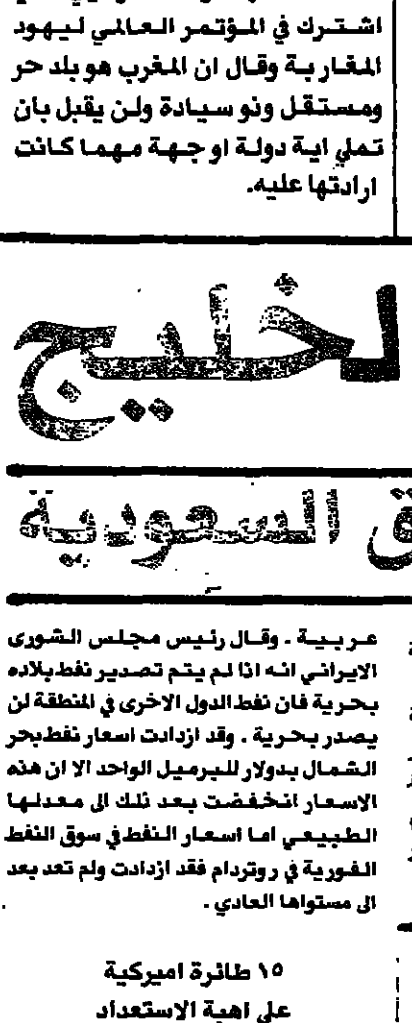 اشترك في المؤتمر العالمي ليهود
المغاربة وقال ان المغرب هو بلد حر
ومستقل وذو سيادة ولن يقبل بان
تملي اية دولة او جهة مهما كانت
ارادتها عليه.
لخليج
ق السعودية
عربية . وقال رئيس مجلس الشورى
الايراني انه اذا لم يتم تصدير نفط بلاده
بحرية فان نفط الدول الاخرى في المنطقة لن
يصدر بحرية . وقد ازدادت اسعار نفط بحر
الشمال بدولار للبرميل الواحد الا ان هذه
الاسعار انخفضت بعد ذلك الى معدلها
الطبيعي اما اسعار النفط في سوق النفط
الفورية في روتردام فقد ازدادت ولم تعد بعد
الى مستواها العادي .
١٥ طائرة اميركية
على اهبة الاستعداد